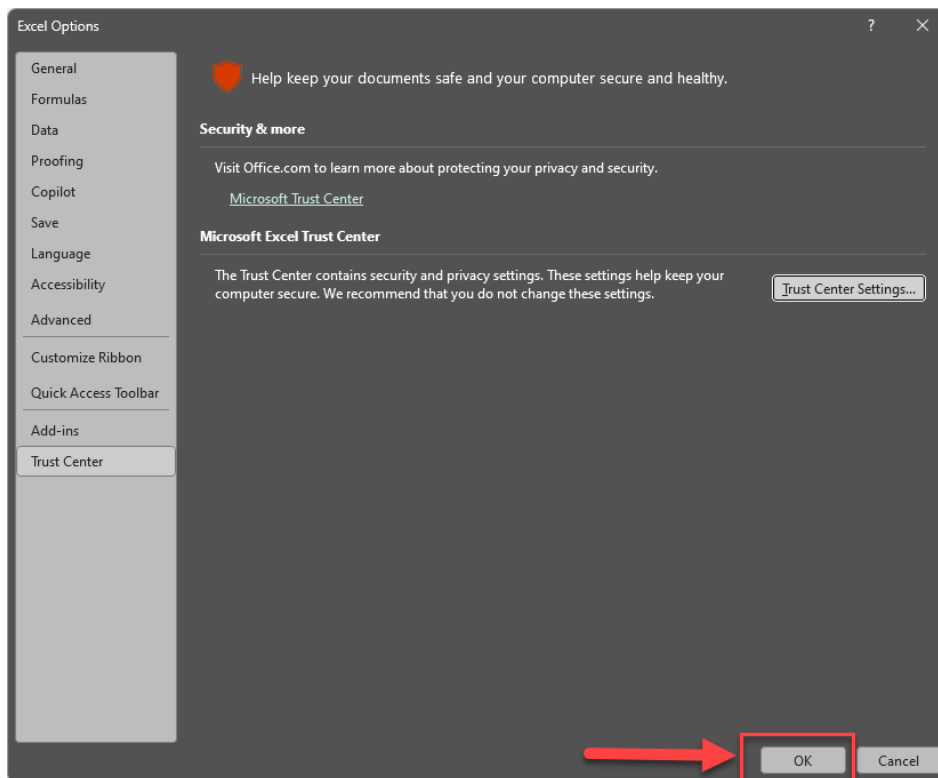 Excel Options
?
General
Formulas
Data
Proofing
Copilot
Save
Language
Accessibility
Advanced
Customize Ribbon
Quick Access Toolbar
Add-ins
Trust Center
Help keep your documents safe and your computer secure and healthy.
Security & more
Visit Office.com to learn more about protecting your privacy and security.
Microsoft Trust Center
Microsoft Excel Trust Center
The Trust Center contains security and privacy settings. These settings help keep your
computer secure. We recommend that you do not change these settings.
Trust Center Settings...
OK
Cancel